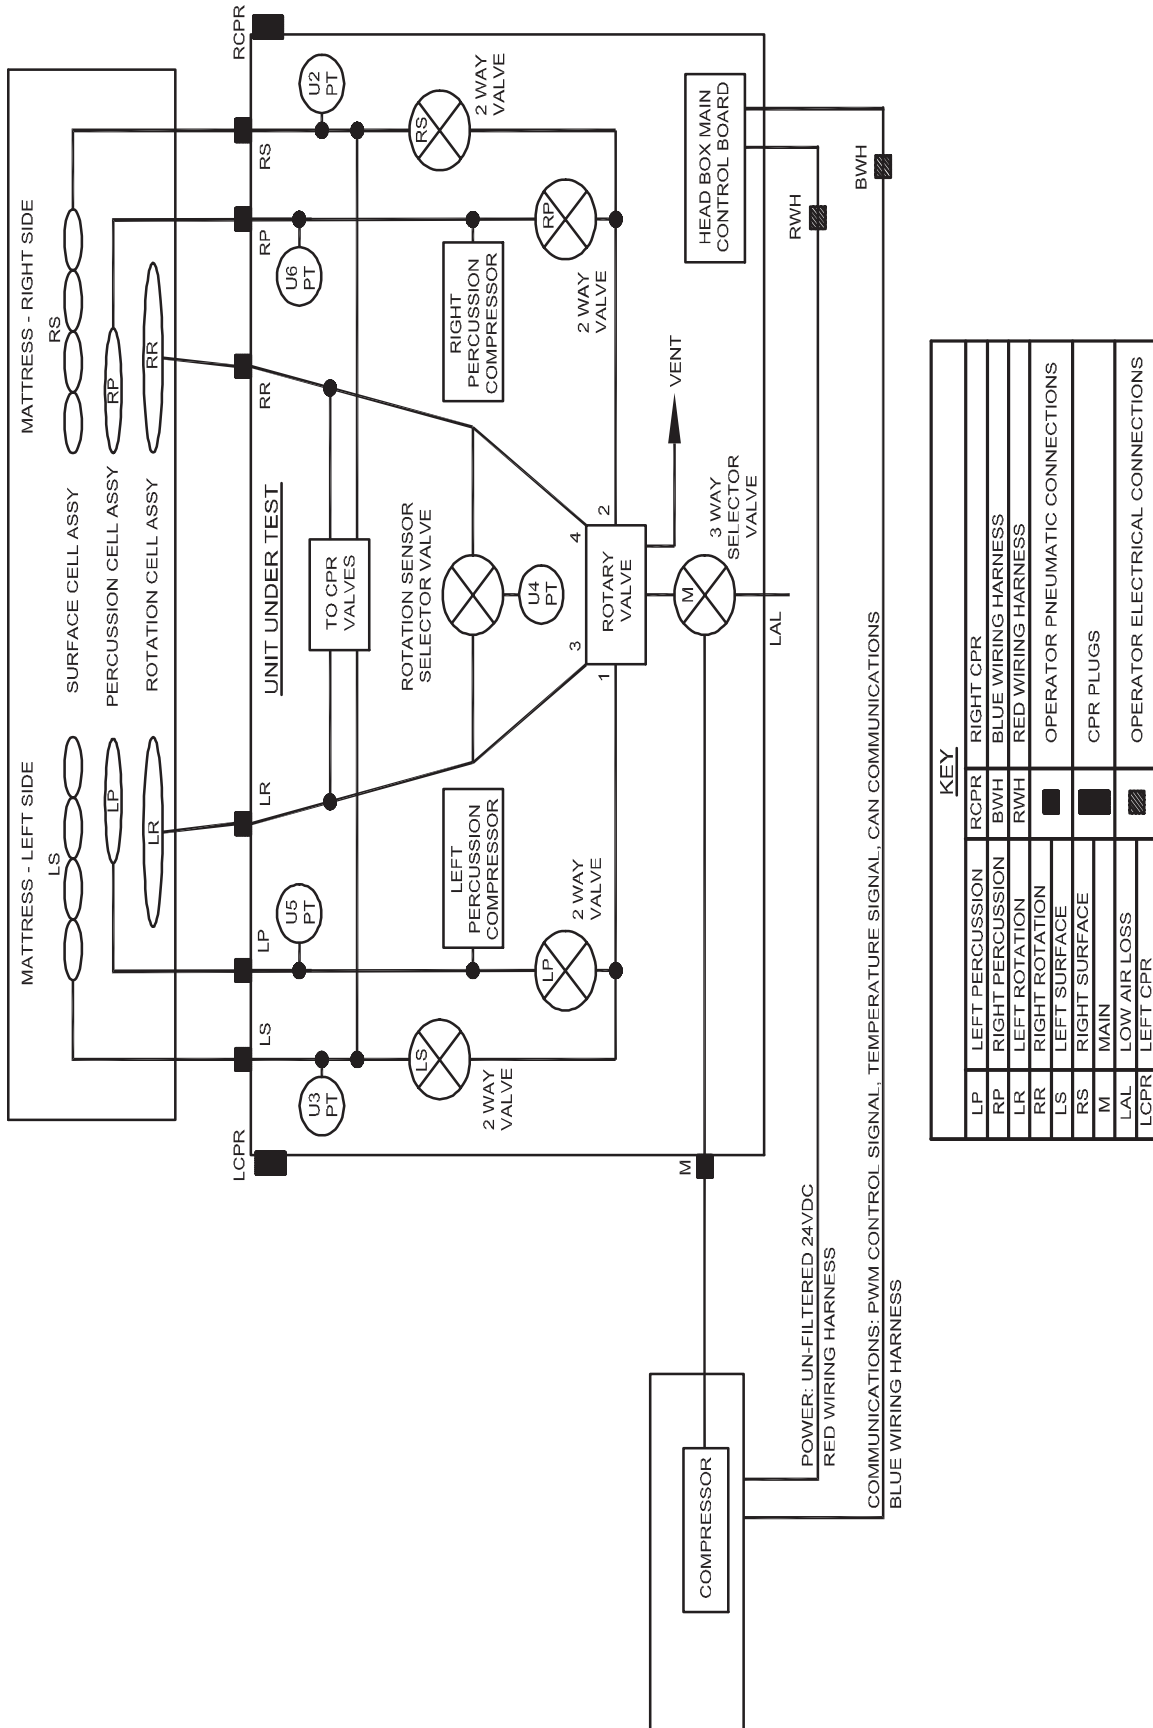 MATTRESS - LEFT SIDE
MATTRESS - RIGHT SIDE
LS
RS
SURFACE CELL ASSY
LP
PERCUSSION CELL ASSY
RP
LR
ROTATION CELL ASSY
RR
LCPR
RCPR
LS
LP
LR
UNIT UNDER TEST
RR
RP
RS
U3
PT
U5
PT
U6
PT
U2
PT
TO CPR
VALVES
LS
2 WAY
VALVE
LEFT
PERCUSSION
COMPRESSOR
ROTATION SENSOR
SELECTOR VALVE
RIGHT
PERCUSSION
COMPRESSOR
RS
2 WAY
VALVE
LP
2 WAY
VALVE
U4
PT
2 WAY
VALVE
RP
3
4
1
ROTARY
VALVE
2
VENT
M
M
3 WAY
SELECTOR
VALVE
LAL
HEAD BOX MAIN
CONTROL BOARD
COMPRESSOR
RWH
BWH
POWER: UN-FILTERED 24VDC
RED WIRING HARNESS
COMMUNICATIONS: PWM CONTROL SIGNAL, TEMPERATURE SIGNAL, CAN COMMUNICATIONS
BLUE WIRING HARNESS
KEY
LP LEFT PERCUSSION RCPR RIGHT CPR
RP RIGHT PERCUSSION BWH BLUE WIRING HARNESS
LR LEFT ROTATION RWH RED WIRING HARNESS
RR RIGHT ROTATION OPERATOR PNEUMATIC CONNECTIONS
LS LEFT SURFACE
RS RIGHT SURFACE CPR PLUGS
M MAIN
LAL LOW AIR LOSS OPERATOR ELECTRICAL CONNECTIONS
LCPR LEFT CPR